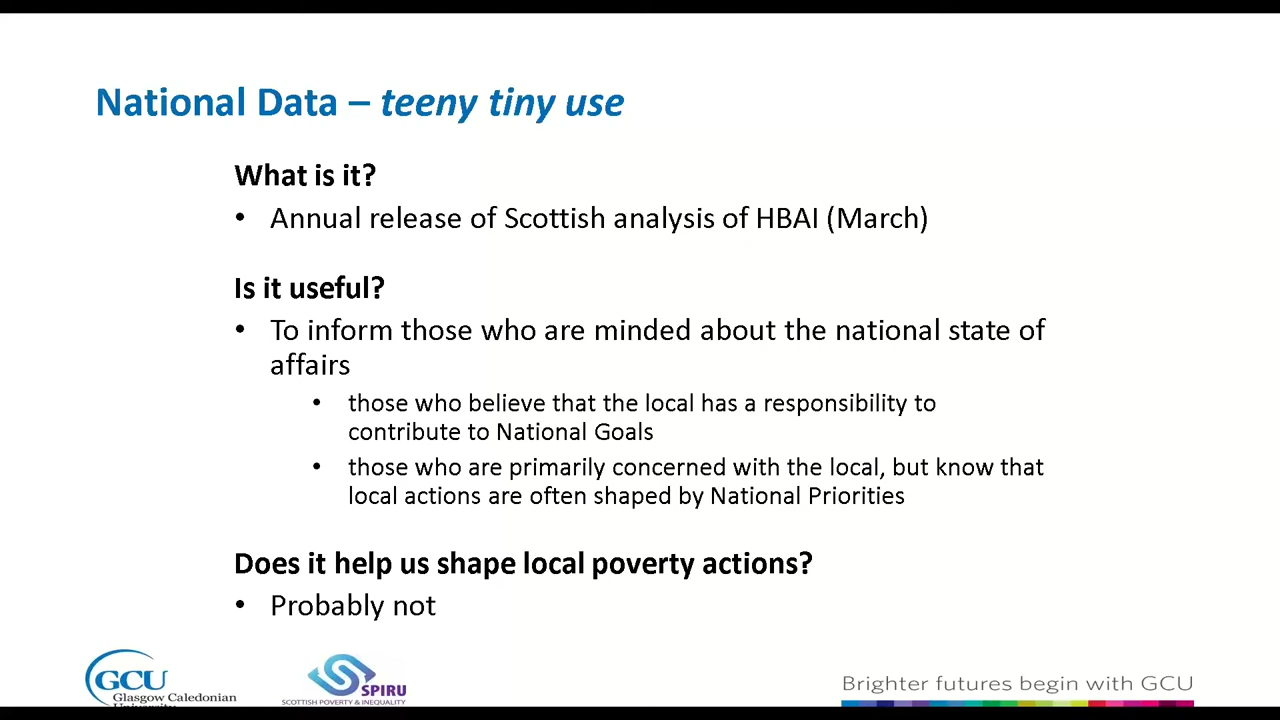 National Data – teeny tiny use
What is it?
• Annual release of Scottish analysis of HBAI (March)
Is it useful?
• To inform those who are minded about the national state of
affairs
• those who believe that the local has a responsibility to
contribute to National Goals
• those who are primarily concerned with the local, but know that
local actions are often shaped by National Priorities
Does it help us shape local poverty actions?
• Probably not
GCU
Glasgow Caledonian
University
SPIRU
SCOTTISH POVERTY & INEQUALITY
Brighter futures begin with GCU